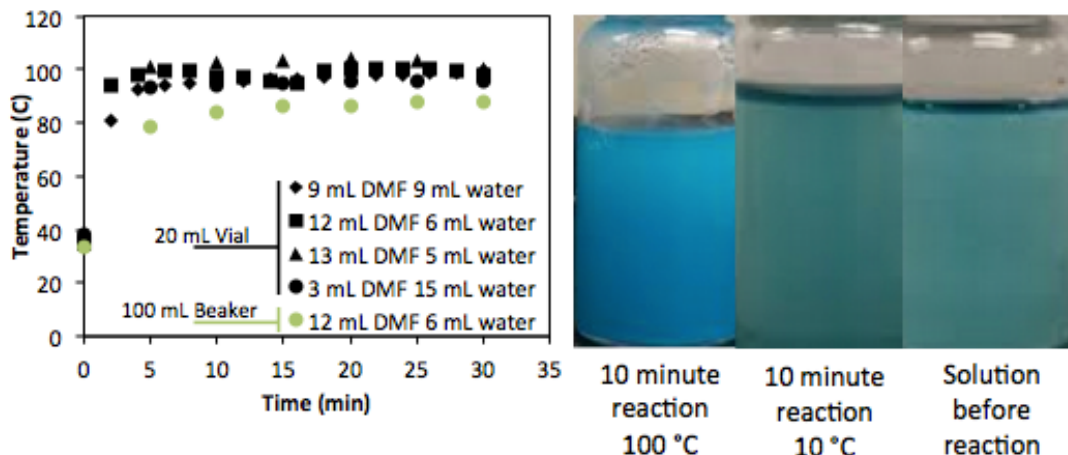 120
100
80
60
40
20
0
Temperature (C)
0 5 10 15 20 25 30 35
Time (min)
20 mL Vial
9 mL DMF 9 mL water
12 mL DMF 6 mL water
13 mL DMF 5 mL water
3 mL DMF 15 mL water
100 mL Beaker
12 mL DMF 6 mL water
10 minute
reaction
100 °C
10 minute
reaction
10 °C
Solution
before
reaction